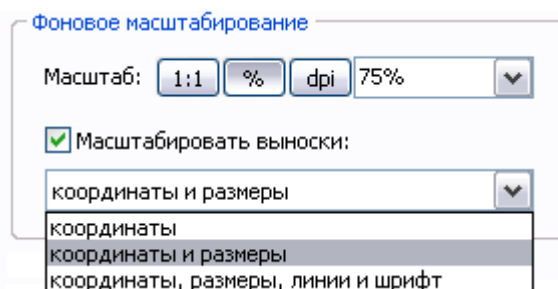 Фоновое масштабирование
Масштаб: 1:1 % dpi 75%
Масштабировать выноски:
координаты и размеры
координаты
координаты и размеры
координаты, размеры, линии и шрифт